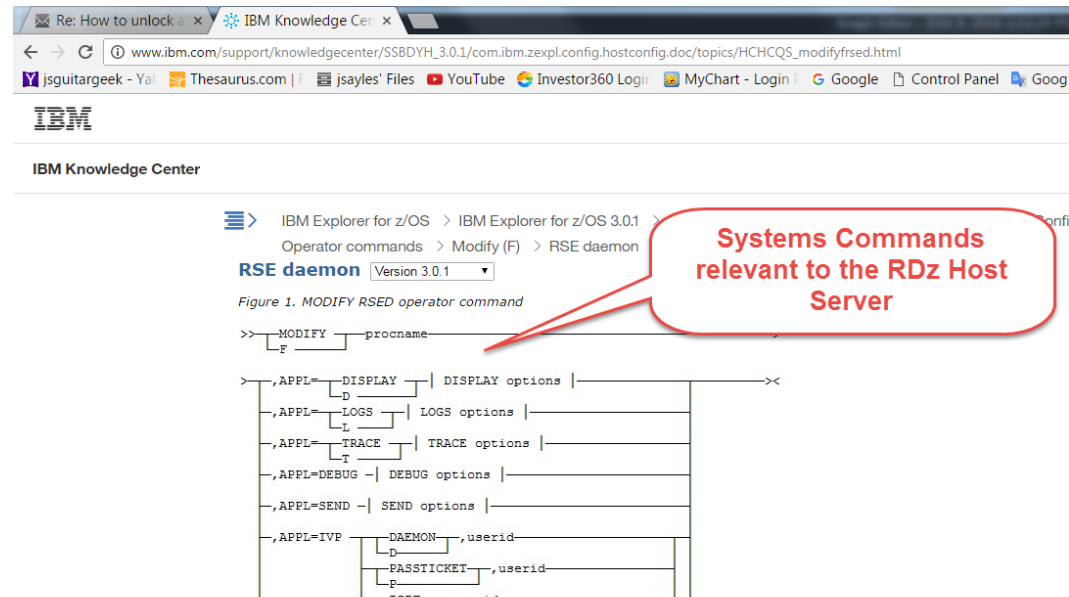 Re: How to unlock a
IBM Knowledge Cen
www.ibm.com/support/knowledgecenter/SSBDYH_3.0.1/com.ibm.zexpl.config.hostconfig.doc/topics/HCHCQS_modifyfrsed.html
jsguitargeek - Yah Thesaurus.com | F jsayles' Files YouTube Investor360 Login MyChart - Login Google Control Panel Goog
IBM
IBM Knowledge Center
IBM Explorer for z/OS > IBM Explorer for z/OS 3.0.1 >
Operator commands > Modify (F) > RSE daemon
RSE daemon Version 3.0.1
Systems Commands
relevant to the RDz Host
Server
Figure 1. MODIFY RSED operator command
>>-MODIFY-procname
F
>-,APPL=-DISPLAY-| DISPLAY options |-><
D
,APPL=-LOGS-| LOGS options |
L
,APPL=-TRACE-| TRACE options |
T
,APPL=DEBUG-| DEBUG options |
,APPL=SEND-| SEND options |
,APPL=IVP-DAEMON-,userid
D
PASSTICKET-,userid
P